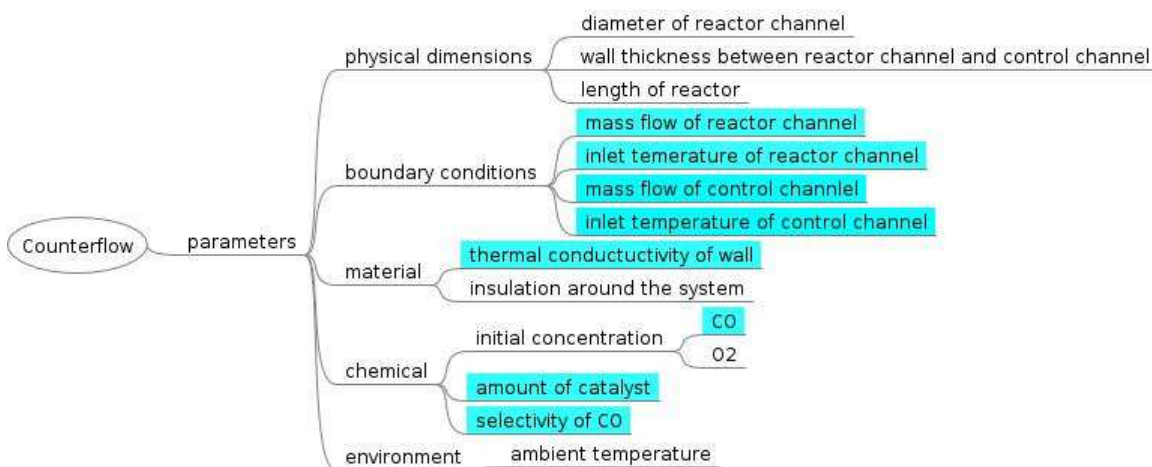 diameter of reactor channel
physical dimensions
wall thickness between reactor channel and control channel
length of reactor
mass flow of reactor channel
inlet temerature of reactor channel
boundary conditions
mass flow of control channlel
inlet temperature of control channel
Counterflow
parameters
thermal conductuctivity of wall
material
insulation around the system
CO
initial concentration
O2
chemical
amount of catalyst
selectivity of CO
environment
ambient temperature